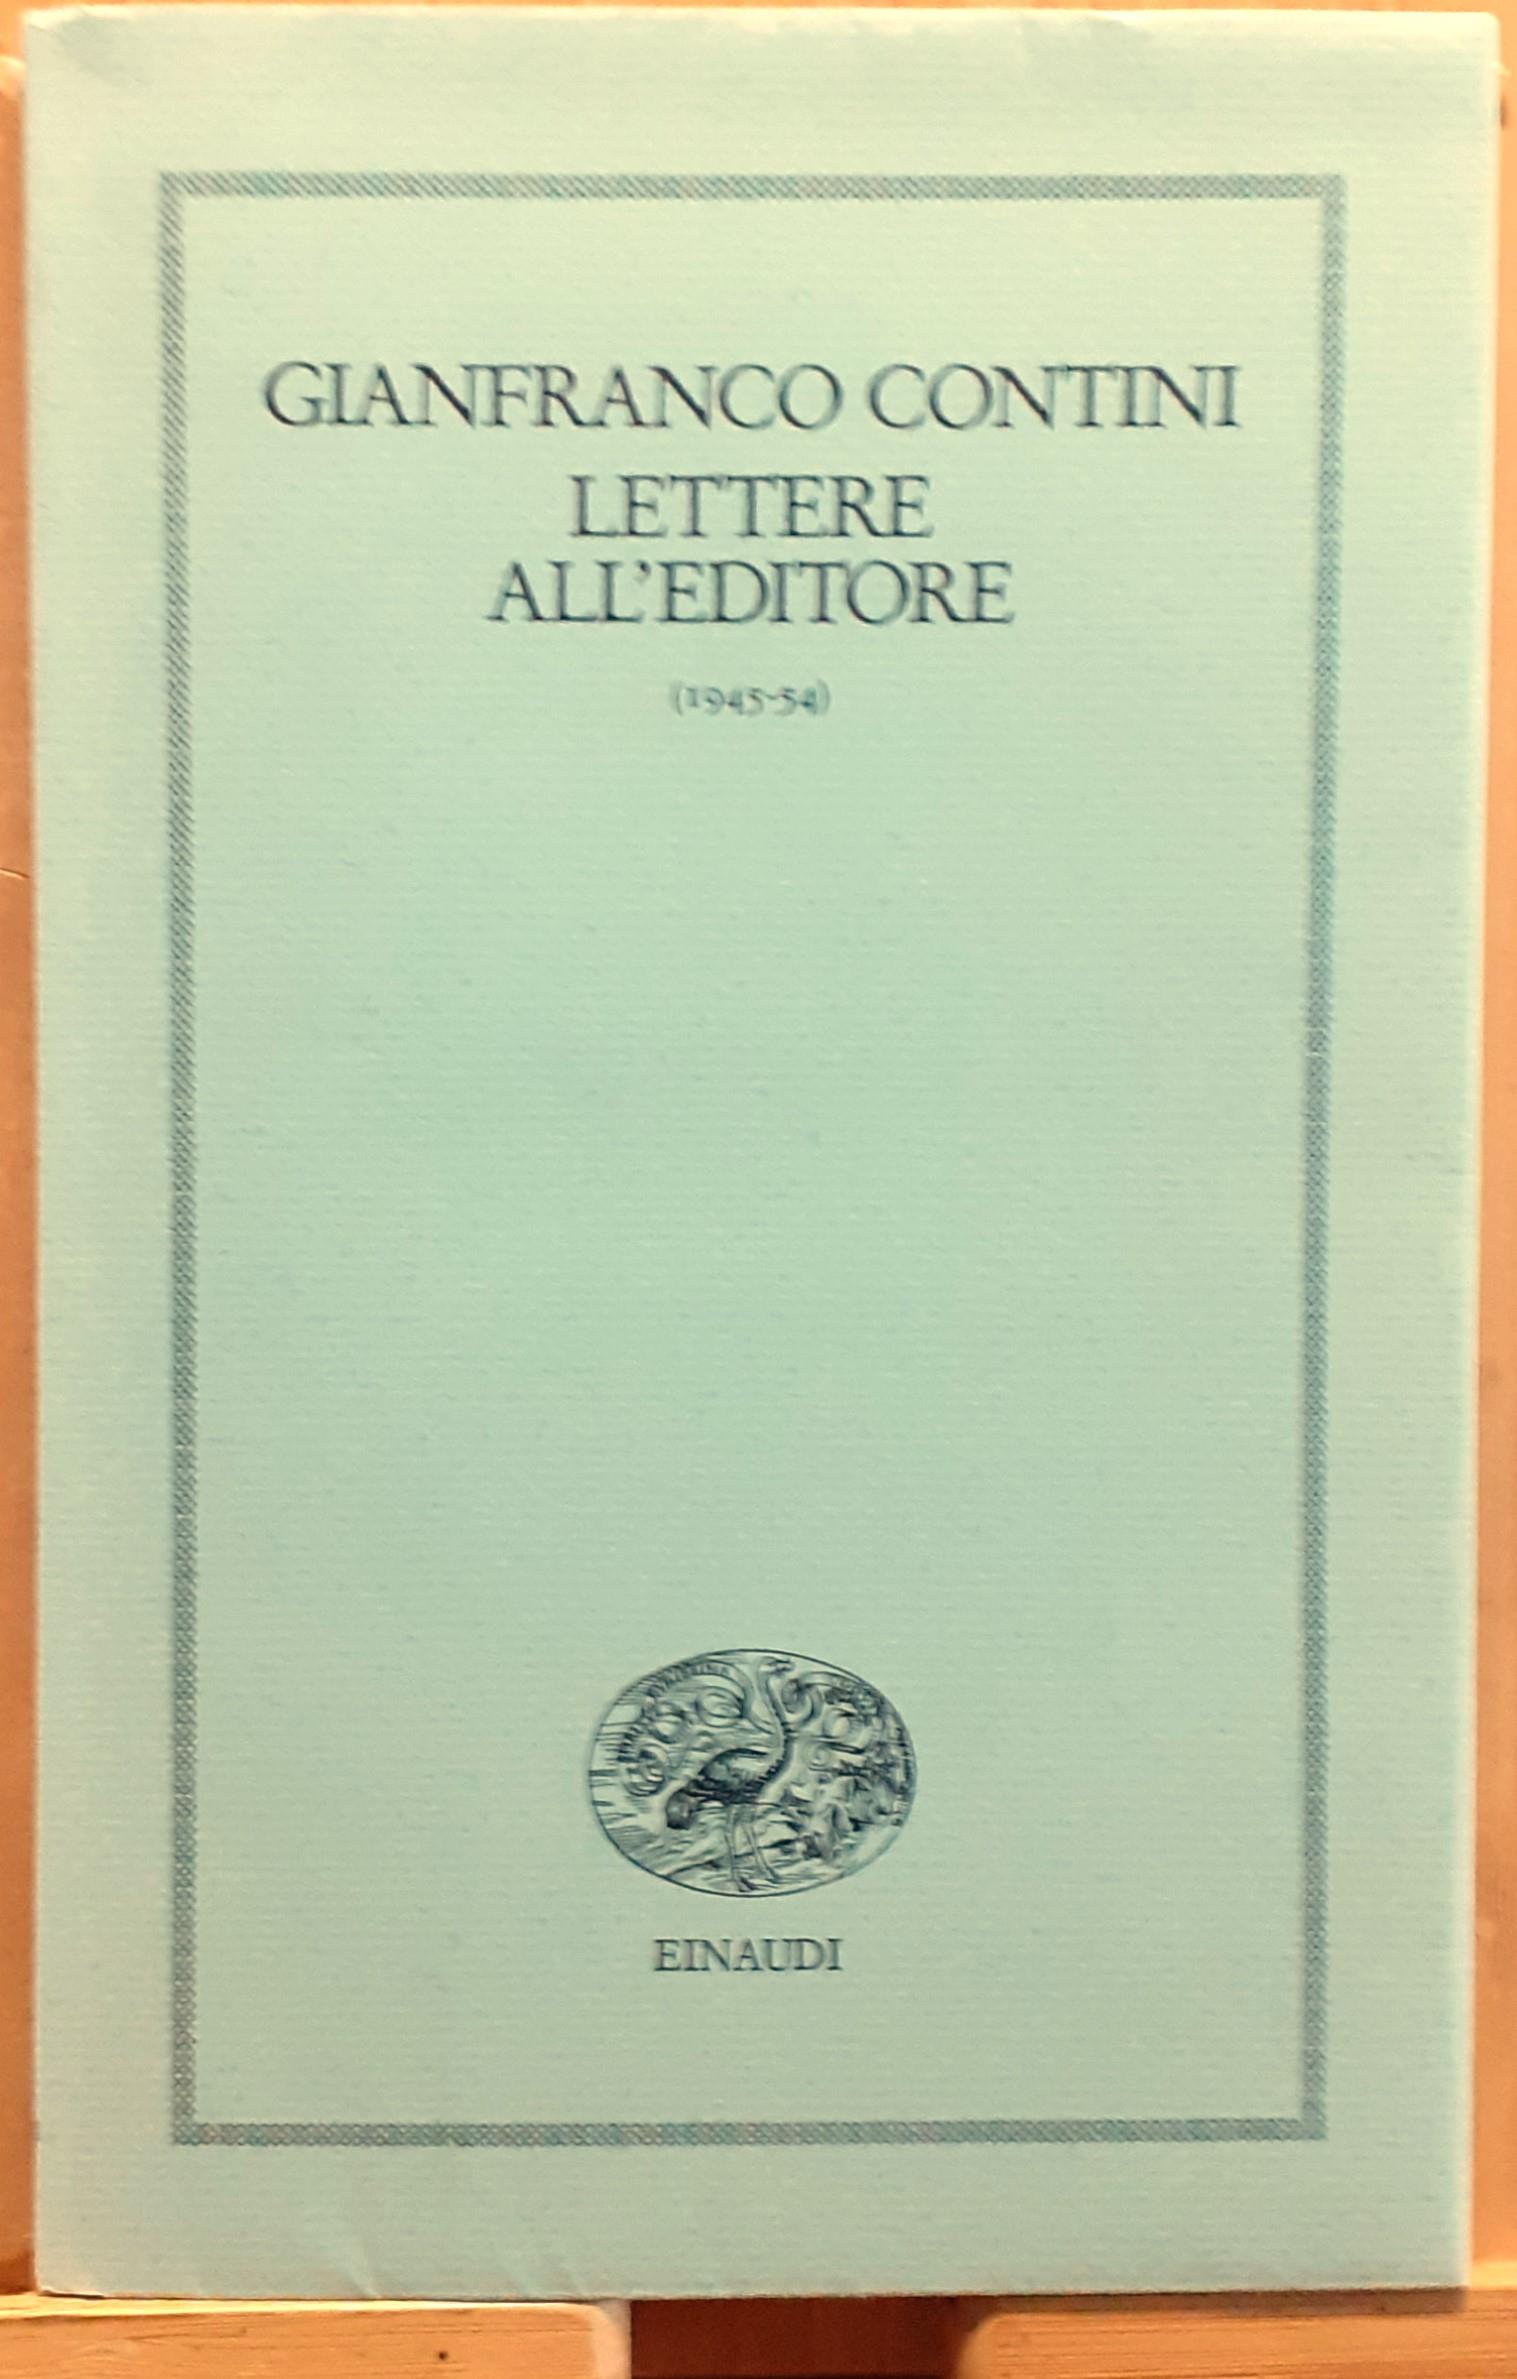 GIANFRANCO CONTINI
LETTERE
ALL'EDITORE
(1945-54)
EINAUDI